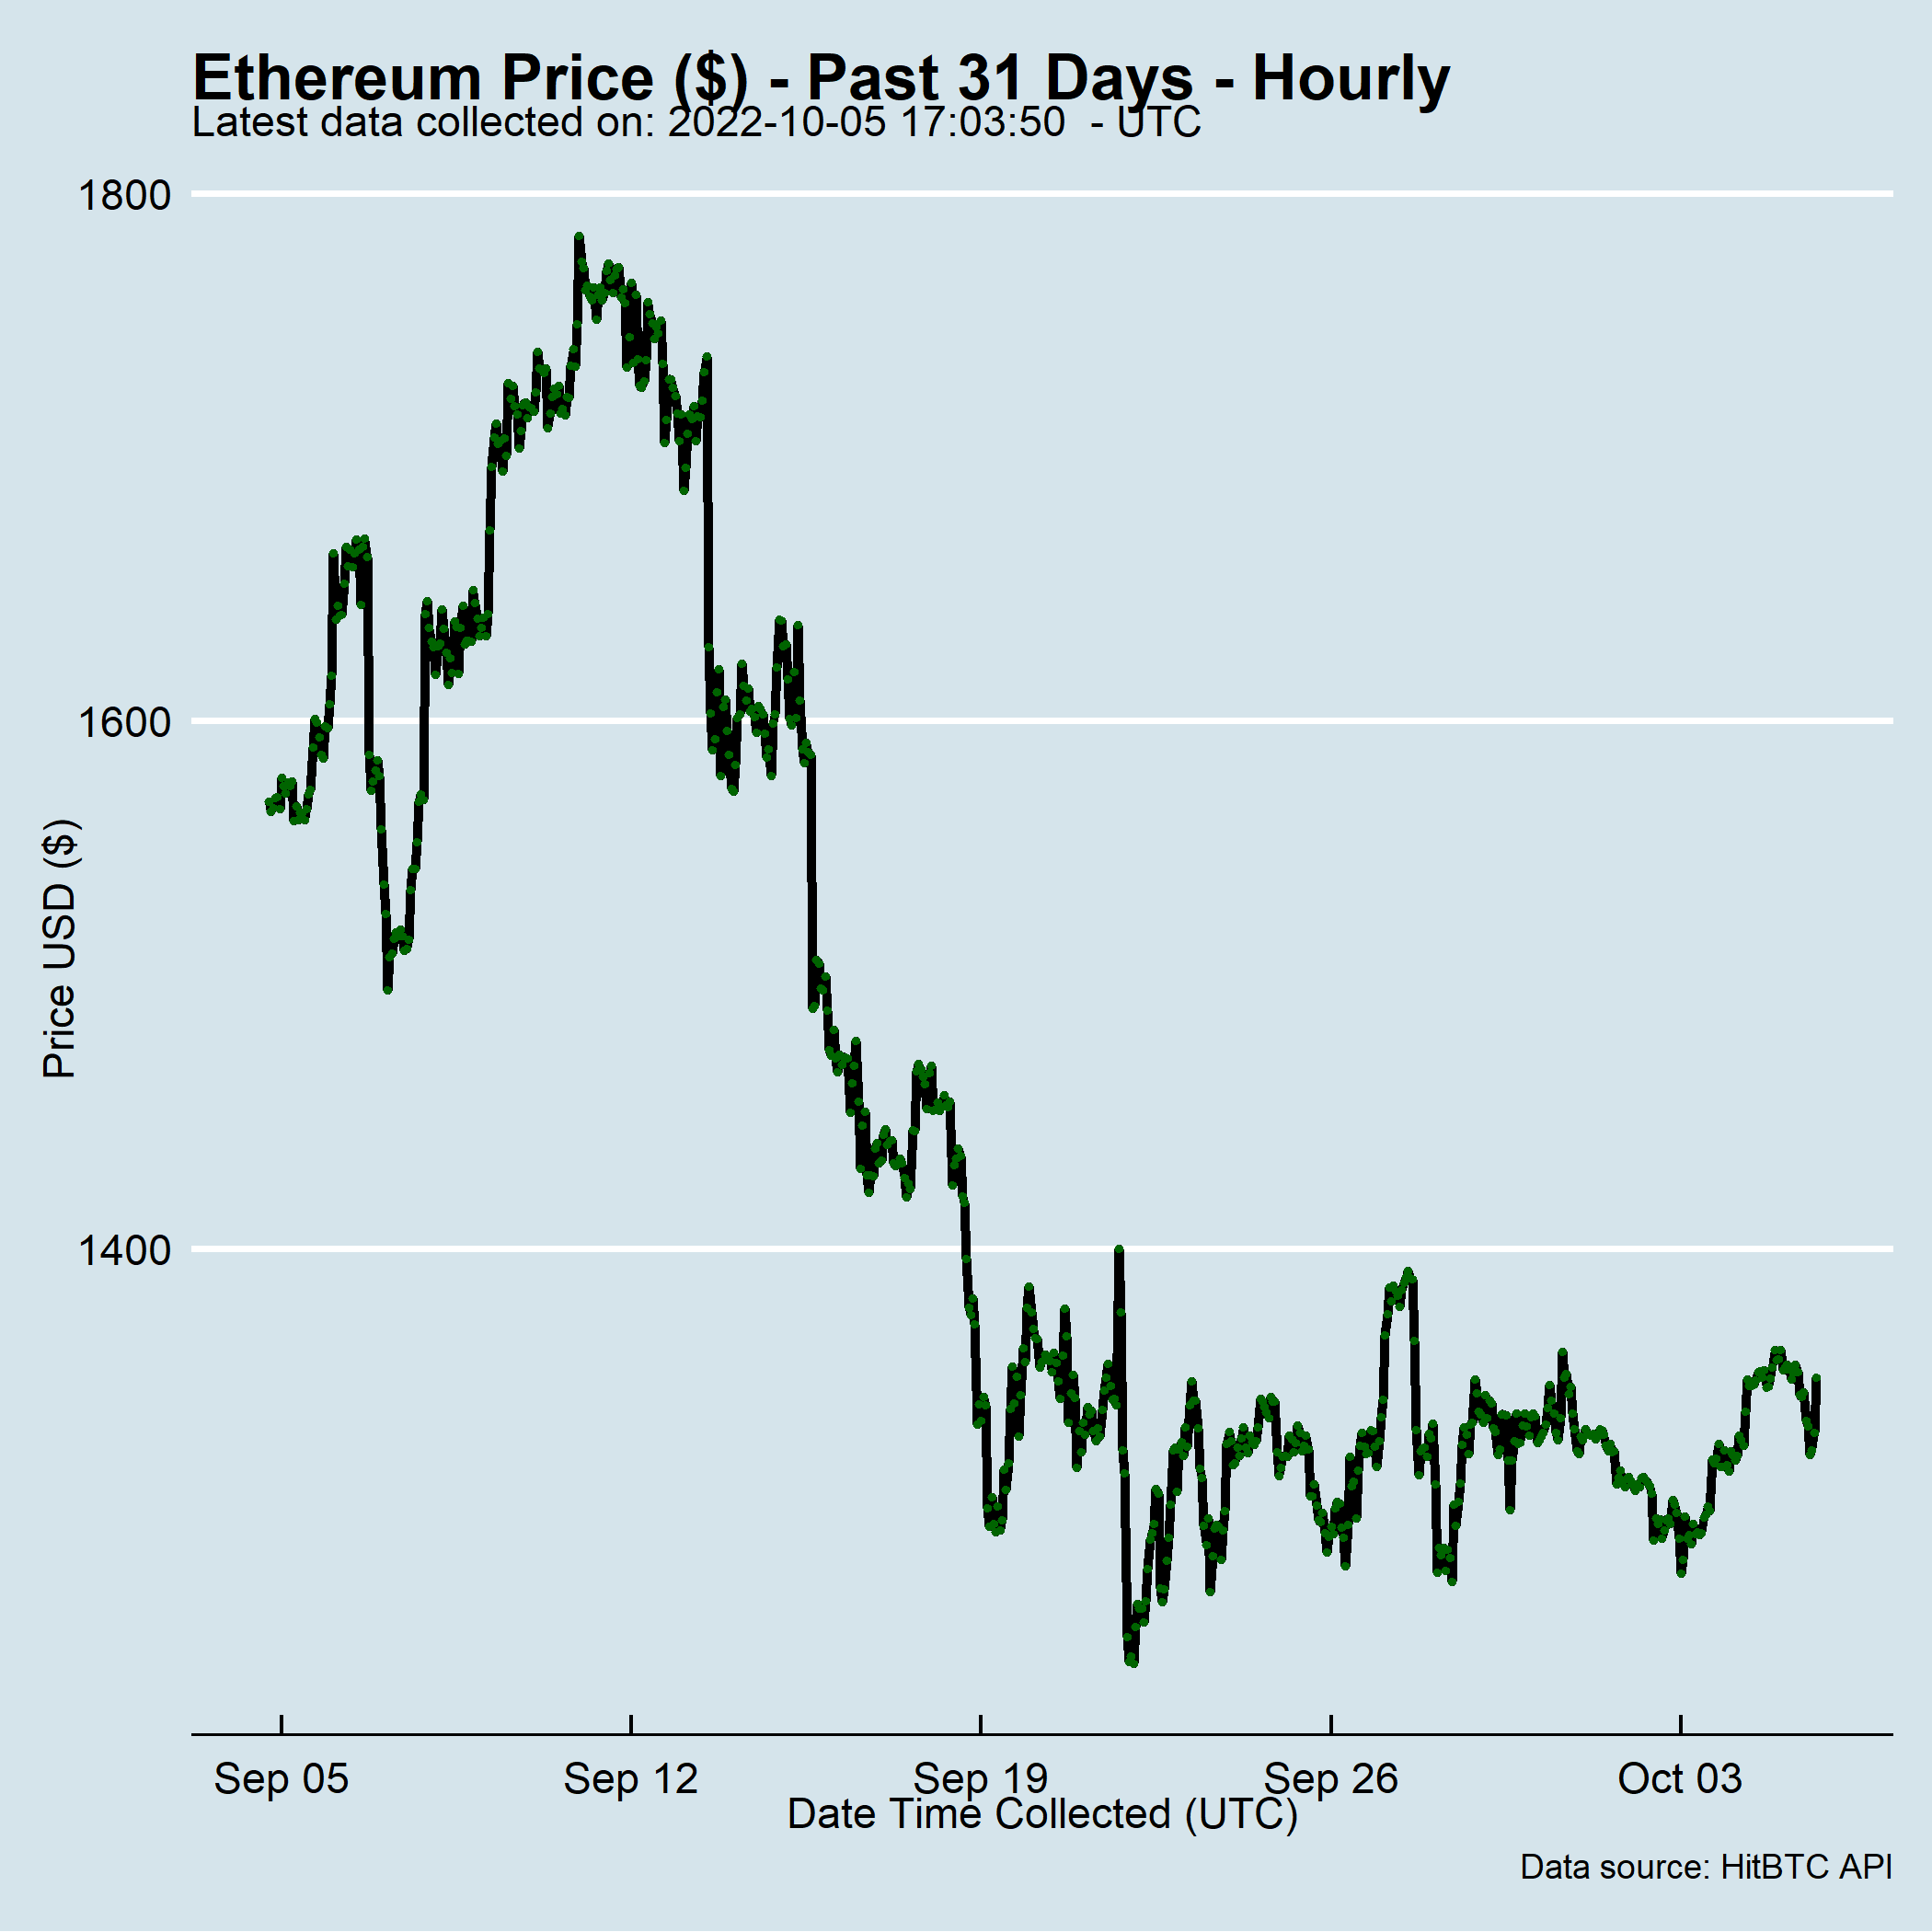 Ethereum Price ($) - Past 31 Days - Hourly
Latest data collected on: 2022-10-05 17:03:50  - UTC
1800
1600
1400
Price USD ($)
Sep 05 Sep 12 Sep 19 Sep 26 Oct 03
Date Time Collected (UTC)
Data source: HitBTC API